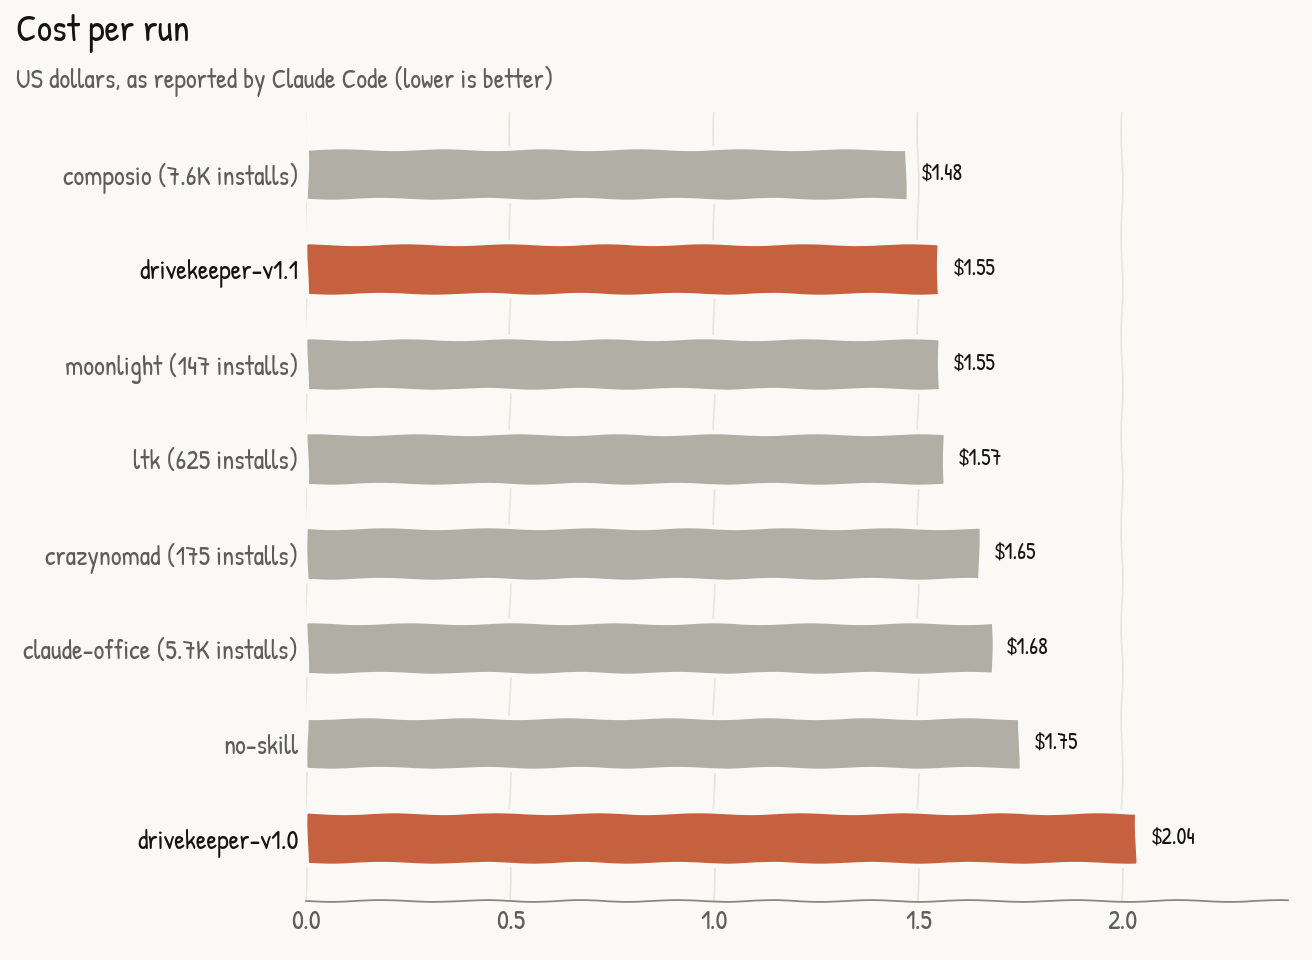 Cost per run
US dollars, as reported by Claude Code (lower is better)
composio (7.6K installs) $1.48
drivekeeper-v1.1 $1.55
moonlight (147 installs) $1.55
ltk (625 installs) $1.57
crazynomad (175 installs) $1.65
claude-office (5.7K installs) $1.68
no-skill $1.75
drivekeeper-v1.0 $2.04
0.0 0.5 1.0 1.5 2.0